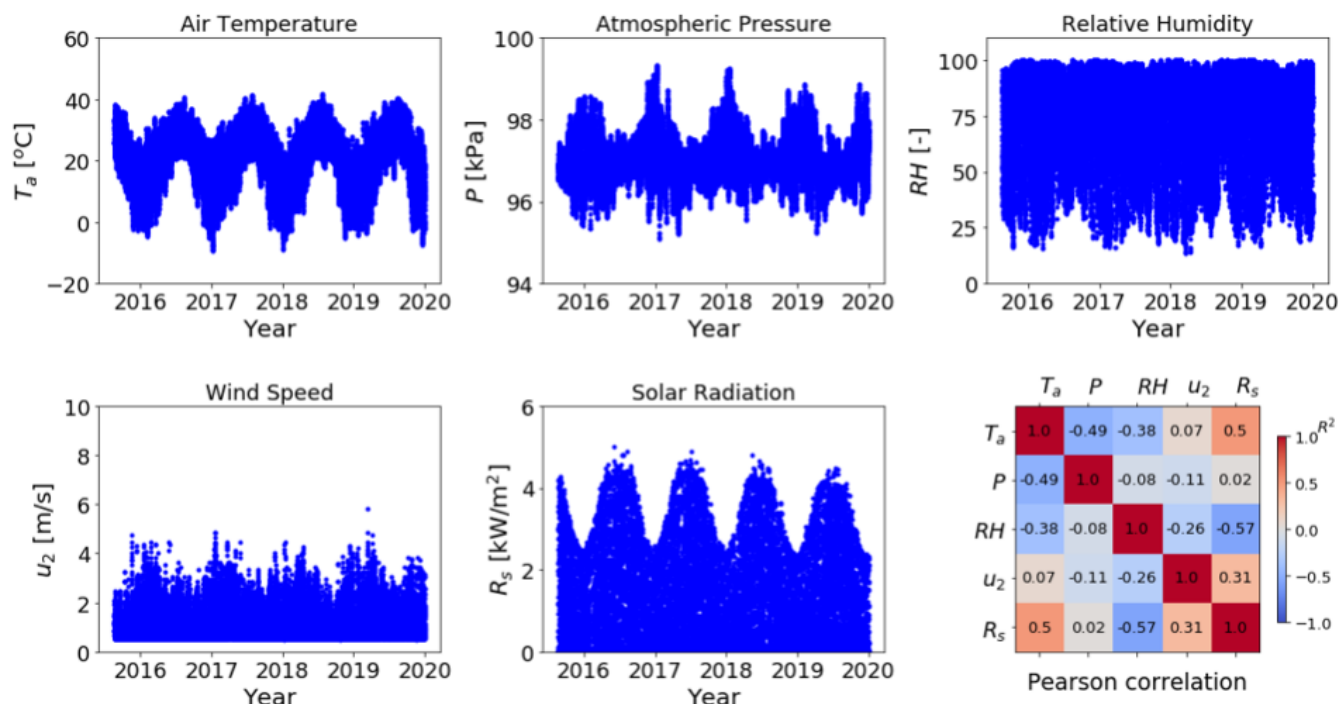 Air Temperature
60
40
20
0
−20
T_a [°C]
2016 2017 2018 2019 2020
Year
Atmospheric Pressure
100
98
96
94
P [kPa]
2016 2017 2018 2019 2020
Year
Relative Humidity
100
75
50
25
0
RH [-]
2016 2017 2018 2019 2020
Year
Wind Speed
10
8
6
4
2
0
u₂ [m/s]
2016 2017 2018 2019 2020
Year
Solar Radiation
6
4
2
0
R_s [kW/m²]
2016 2017 2018 2019 2020
Year
T_a P RH u₂ R_s
T_a 1.0 -0.49 -0.38 0.07 0.5
P -0.49 1.0 -0.08 -0.11 0.02
RH -0.38 -0.08 1.0 -0.26 -0.57
u₂ 0.07 -0.11 -0.26 1.0 0.31
R_s 0.5 0.02 -0.57 0.31 1.0
R²
1.0
0.5
0.0
−0.5
−1.0
Pearson correlation